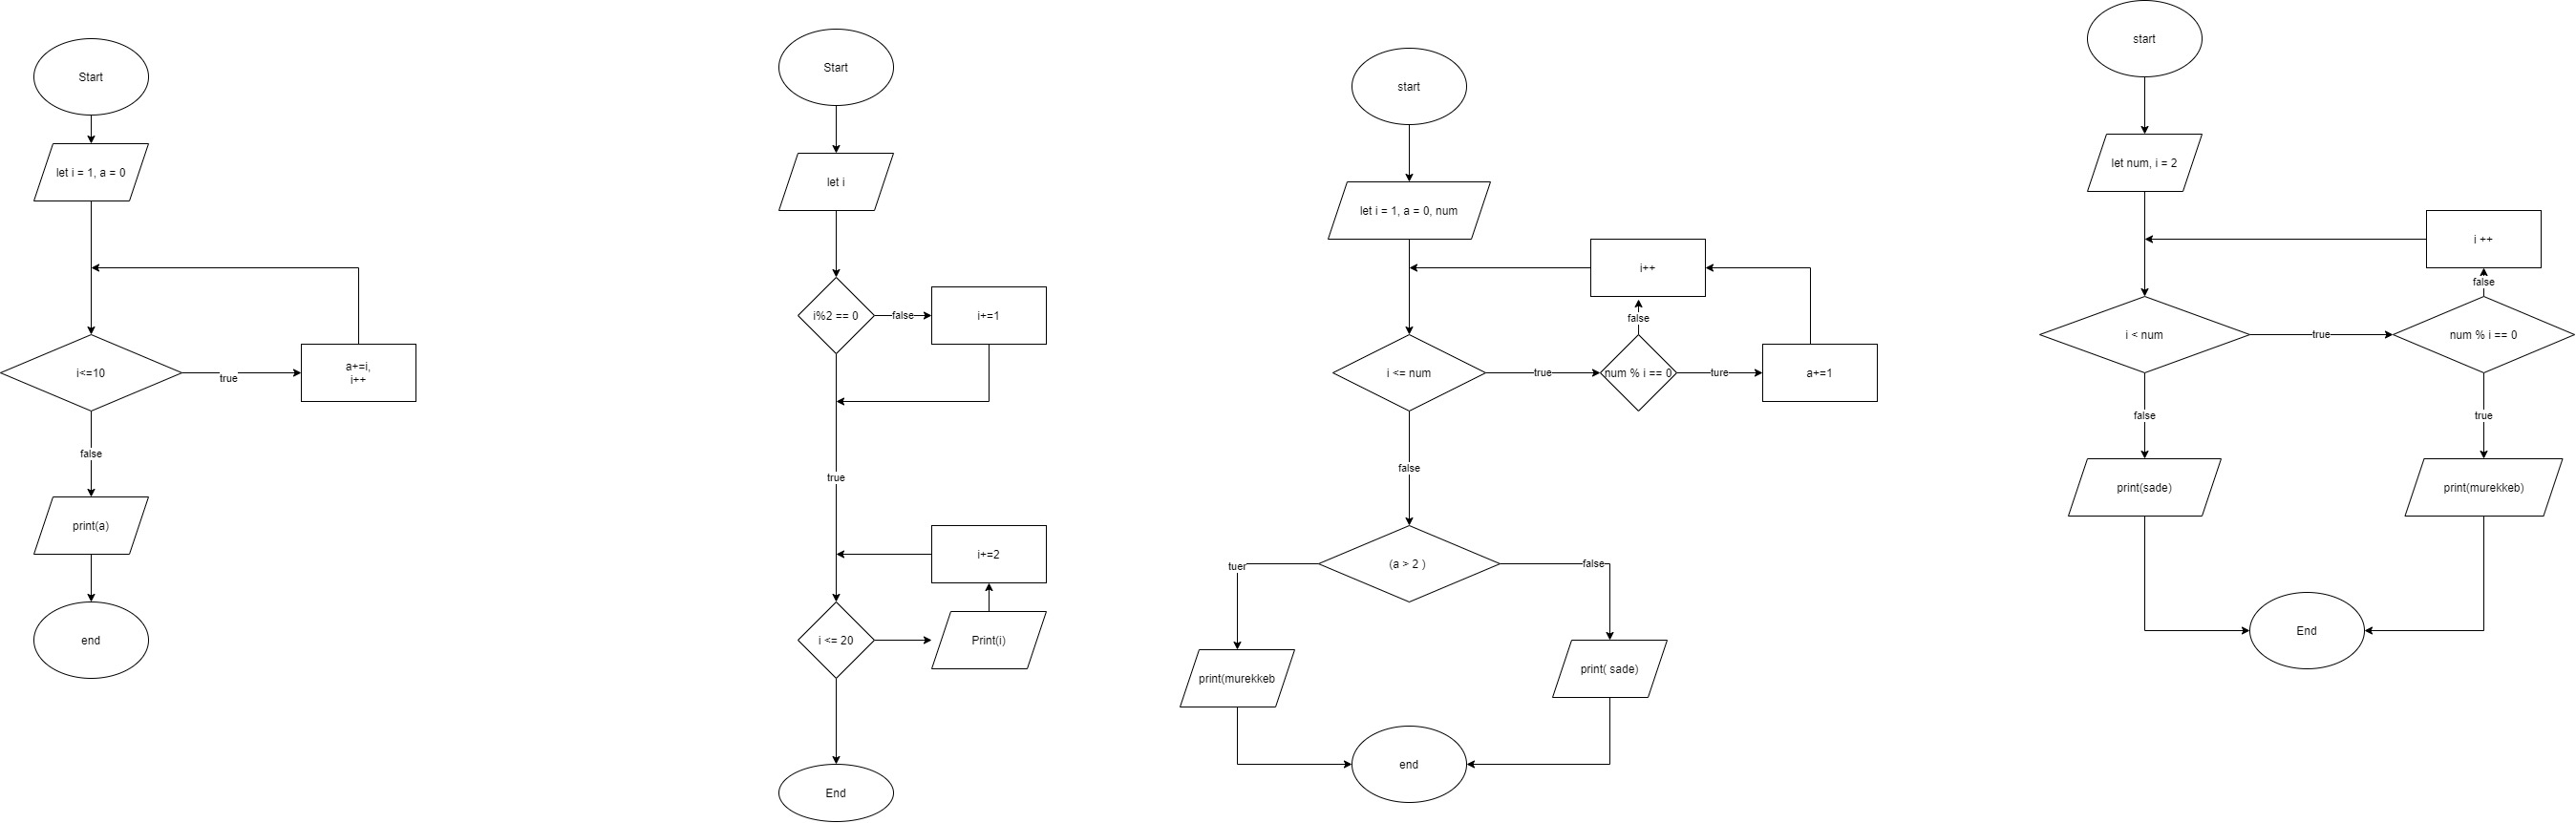 Start
let i = 1, a = 0
i<=10
true
a+=i,
i++
false
print(a)
end
Start
let i
i%2 == 0
false
i+=1
true
i+=2
i <= 20
Print(i)
End
start
let i = 1, a = 0, num
i++
false
i <= num
true
num % i == 0
ture
a+=1
false
(a > 2 )
tuer
false
print(murekkeb
print( sade)
end
start
let num, i = 2
i ++
false
i < num
true
num % i == 0
false
true
print(sade)
print(murekkeb)
End